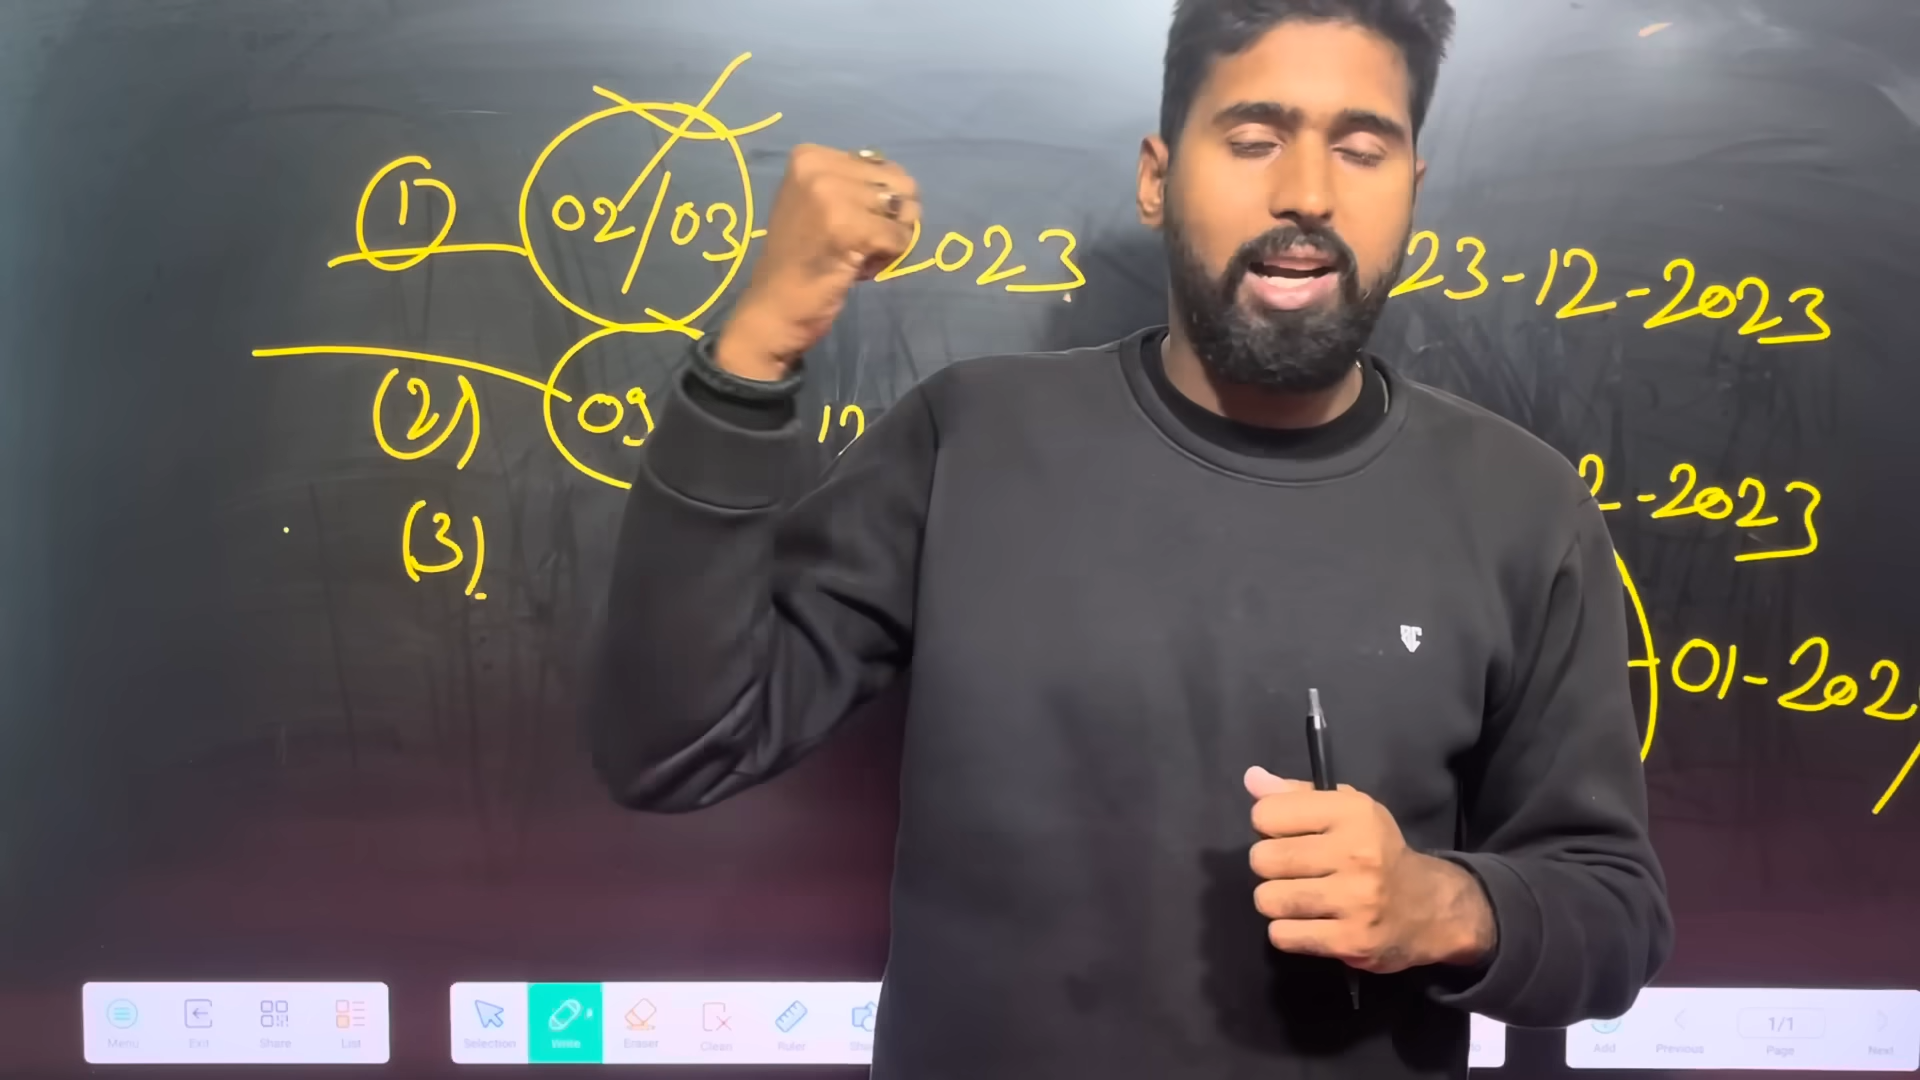 1 02/03- 2023 23-12-2023
(2) 09 12 2-2023
(3) -01-202
Menu Exit Share List Selection Write Eraser Clean Ruler Add Previous 1/1 Page Next